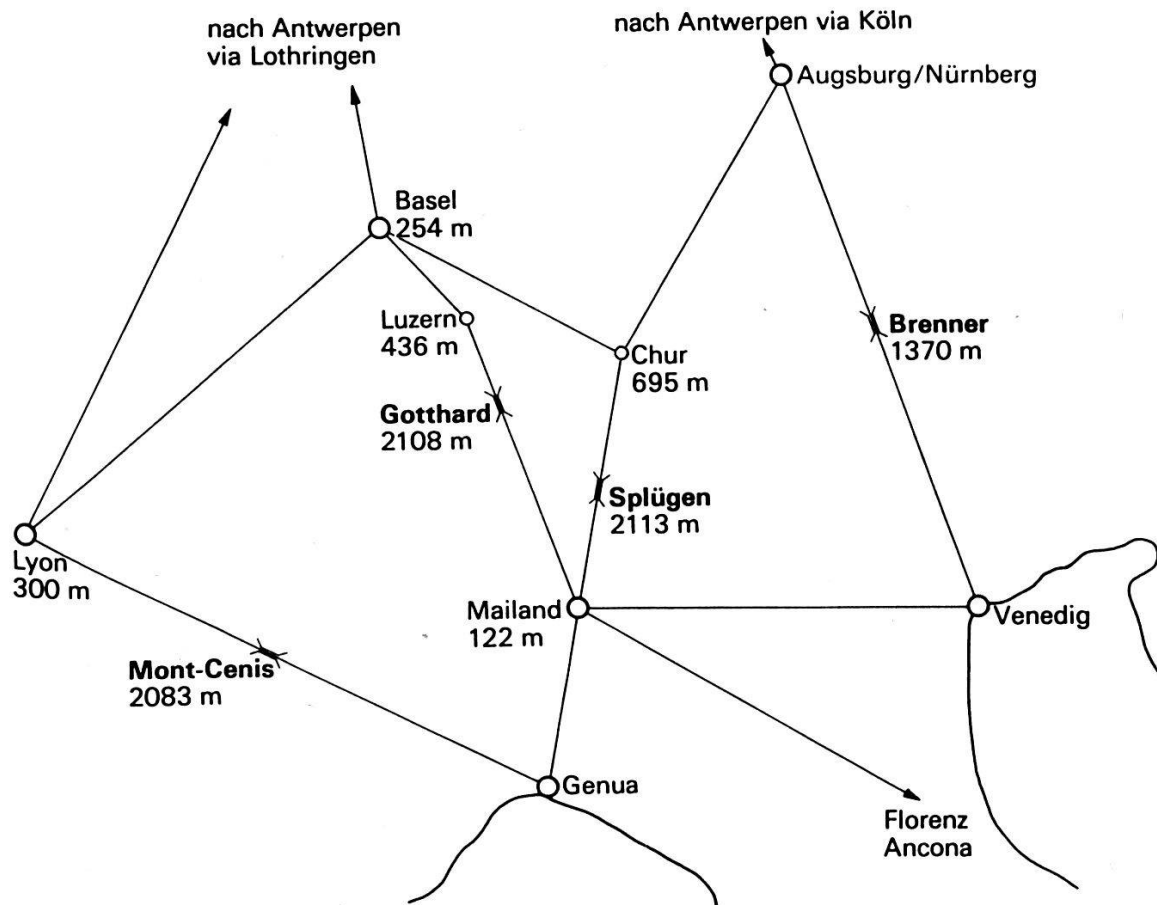 nach Antwerpen
via Lothringen
nach Antwerpen via Köln
Augsburg/Nürnberg
Basel
254 m
Luzern
436 m
Chur
695 m
Brenner
1370 m
Gotthard
2108 m
Splügen
2113 m
Lyon
300 m
Mailand
122 m
Venedig
Mont-Cenis
2083 m
Genua
Florenz
Ancona